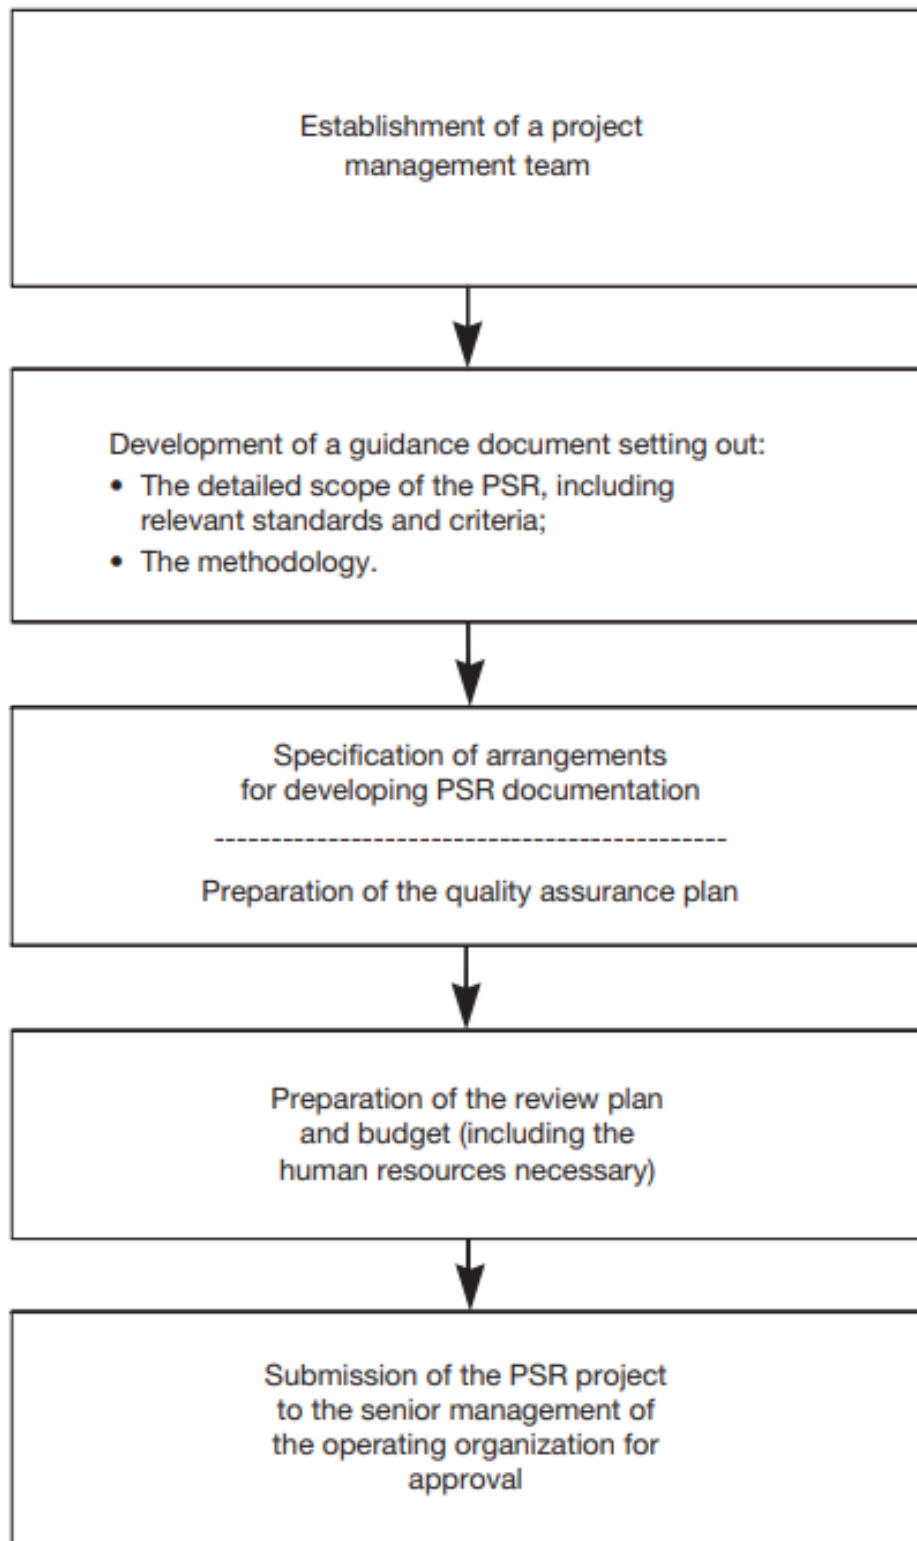 Establishment of a project
management team
Development of a guidance document setting out:
• The detailed scope of the PSR, including
relevant standards and criteria;
• The methodology.
Specification of arrangements
for developing PSR documentation
Preparation of the quality assurance plan
Preparation of the review plan
and budget (including the
human resources necessary)
Submission of the PSR project
to the senior management of
the operating organization for
approval